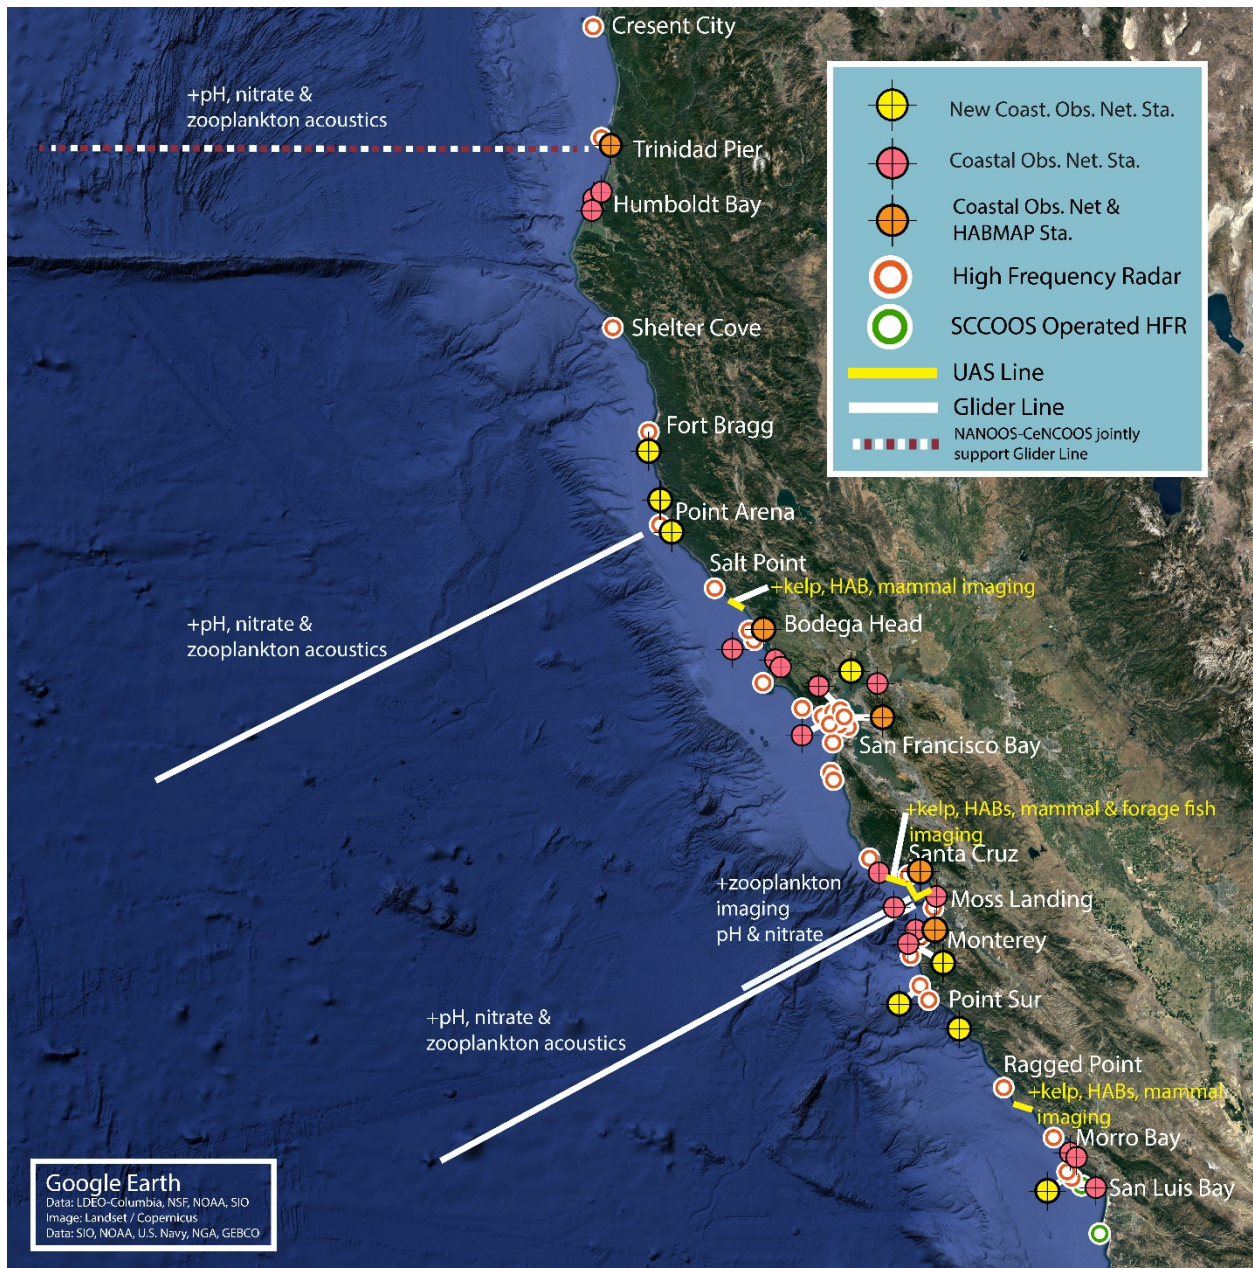 Cresent City
+pH, nitrate &
zooplankton acoustics
Trinidad Pier
Humboldt Bay
Shelter Cove
Fort Bragg
Point Arena
Salt Point
+kelp, HAB, mammal imaging
Bodega Head
+pH, nitrate &
zooplankton acoustics
San Francisco Bay
+kelp, HABs, mammal & forage fish
imaging
Santa Cruz
+zooplankton
imaging
pH & nitrate
Moss Landing
Monterey
Point Sur
+pH, nitrate &
zooplankton acoustics
Ragged Point
+kelp, HABs, mammal
imaging
Morro Bay
San Luis Bay
New Coast. Obs. Net. Sta.
Coastal Obs. Net. Sta.
Coastal Obs. Net &
HABMAP Sta.
High Frequency Radar
SCCOOS Operated HFR
UAS Line
Glider Line
NANOOS-CeNCOOS jointly
support Glider Line
Google Earth
Data: LDEO-Columbia, NSF, NOAA, SIO
Image: Landset / Copernicus
Data: SIO, NOAA, U.S. Navy, NGA, GEBCO